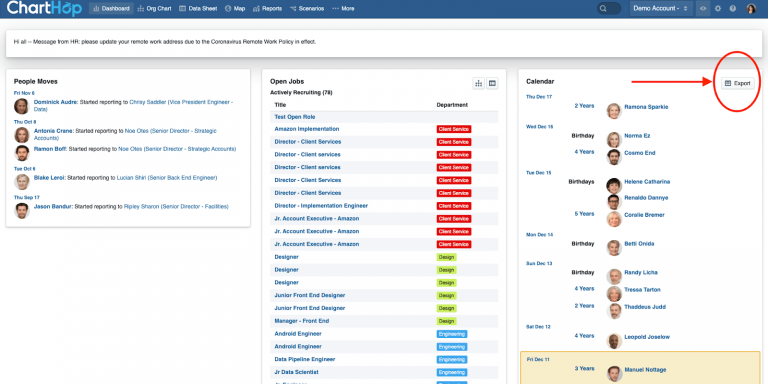 ChartHop
Dashboard
Org Chart
Data Sheet
Map
Reports
Scenarios
More
Demo Account -
Hi all -- Message from HR: please update your remote work address due to the Coronavirus Remote Work Policy in effect.
People Moves
Fri Nov 6
Dominick Audre: Started reporting to Chrisy Saddler (Vice President Engineer -
Data)
Thu Oct 8
Antonie Crane: Started reporting to Noe Otes (Senior Director - Strategic
Accounts)
Ramon Boff: Started reporting to Noe Otes (Senior Director - Strategic Accounts)
Tue Oct 6
Blake Leroi: Started reporting to Lucian Shin (Senior Back End Engineer)
Thu Sep 17
Jason Bandur: Started reporting to Ripley Sharon (Senior Director - Facilities)
Open Jobs
Actively Recruiting (78)
Title Department
Test Open Role
Amazon Implementation Client Service
Director - Client Services Client Service
Director - Client services Client Service
Director - Client Services Client Service
Director - Client Services Client Service
Director - Client Services Client Service
Director - Implementation Engineer Client Service
Jr. Account Executive - Amazon Client Service
Jr. Account Executive - Amazon Client Service
Jr. Account Executive - Amazon Client Service
Designer Design
Designer Design
Designer Design
Junior Front End Designer Design
Junior Front End Designer Design
Manager - Front End Design
Android Engineer Engineering
Android Engineer Engineering
Data Pipeline Engineer Engineering
Jr Data Scientist Engineering
Calendar
Export
Thu Dec 17
2 Years Ramona Sparkie
Wed Dec 16
Birthday Norma Ez
4 Years Cosmo End
Tue Dec 15
Birthdays Helene Catharina
Renaldo Dannye
5 Years Corslie Bremer
Mon Dec 14
Birthday Betti Onida
Sun Dec 13
Birthday Randy Licha
4 Years Tressa Tarton
2 Years Thaddeus Judd
Sat Dec 12
4 Years Leopold Joselow
Fri Dec 11
3 Years Manuel Nottage